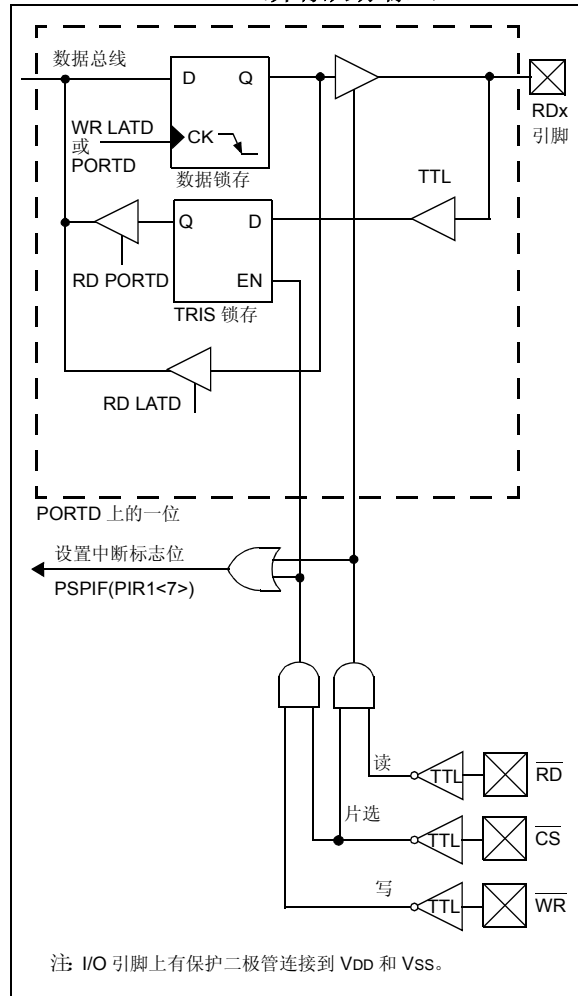 数据总线
D Q
WR LATD
或
PORTD
CK
RDx
引脚
数据锁存
TTL
Q D
RD PORTD
EN
TRIS 锁存
RD LATD
PORTD 上的一位
设置中断标志位
PSPIF(PIR1<7>)
读
TTL
RD
片选
TTL
CS
写
TTL
WR
注: I/O 引脚上有保护二极管连接到 VDD 和 VSS。